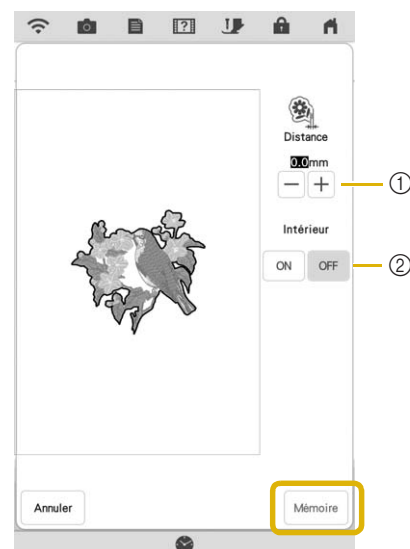 Distance
0.0mm
− +
①
Intérieur
ON OFF
②
Annuler Mémoire